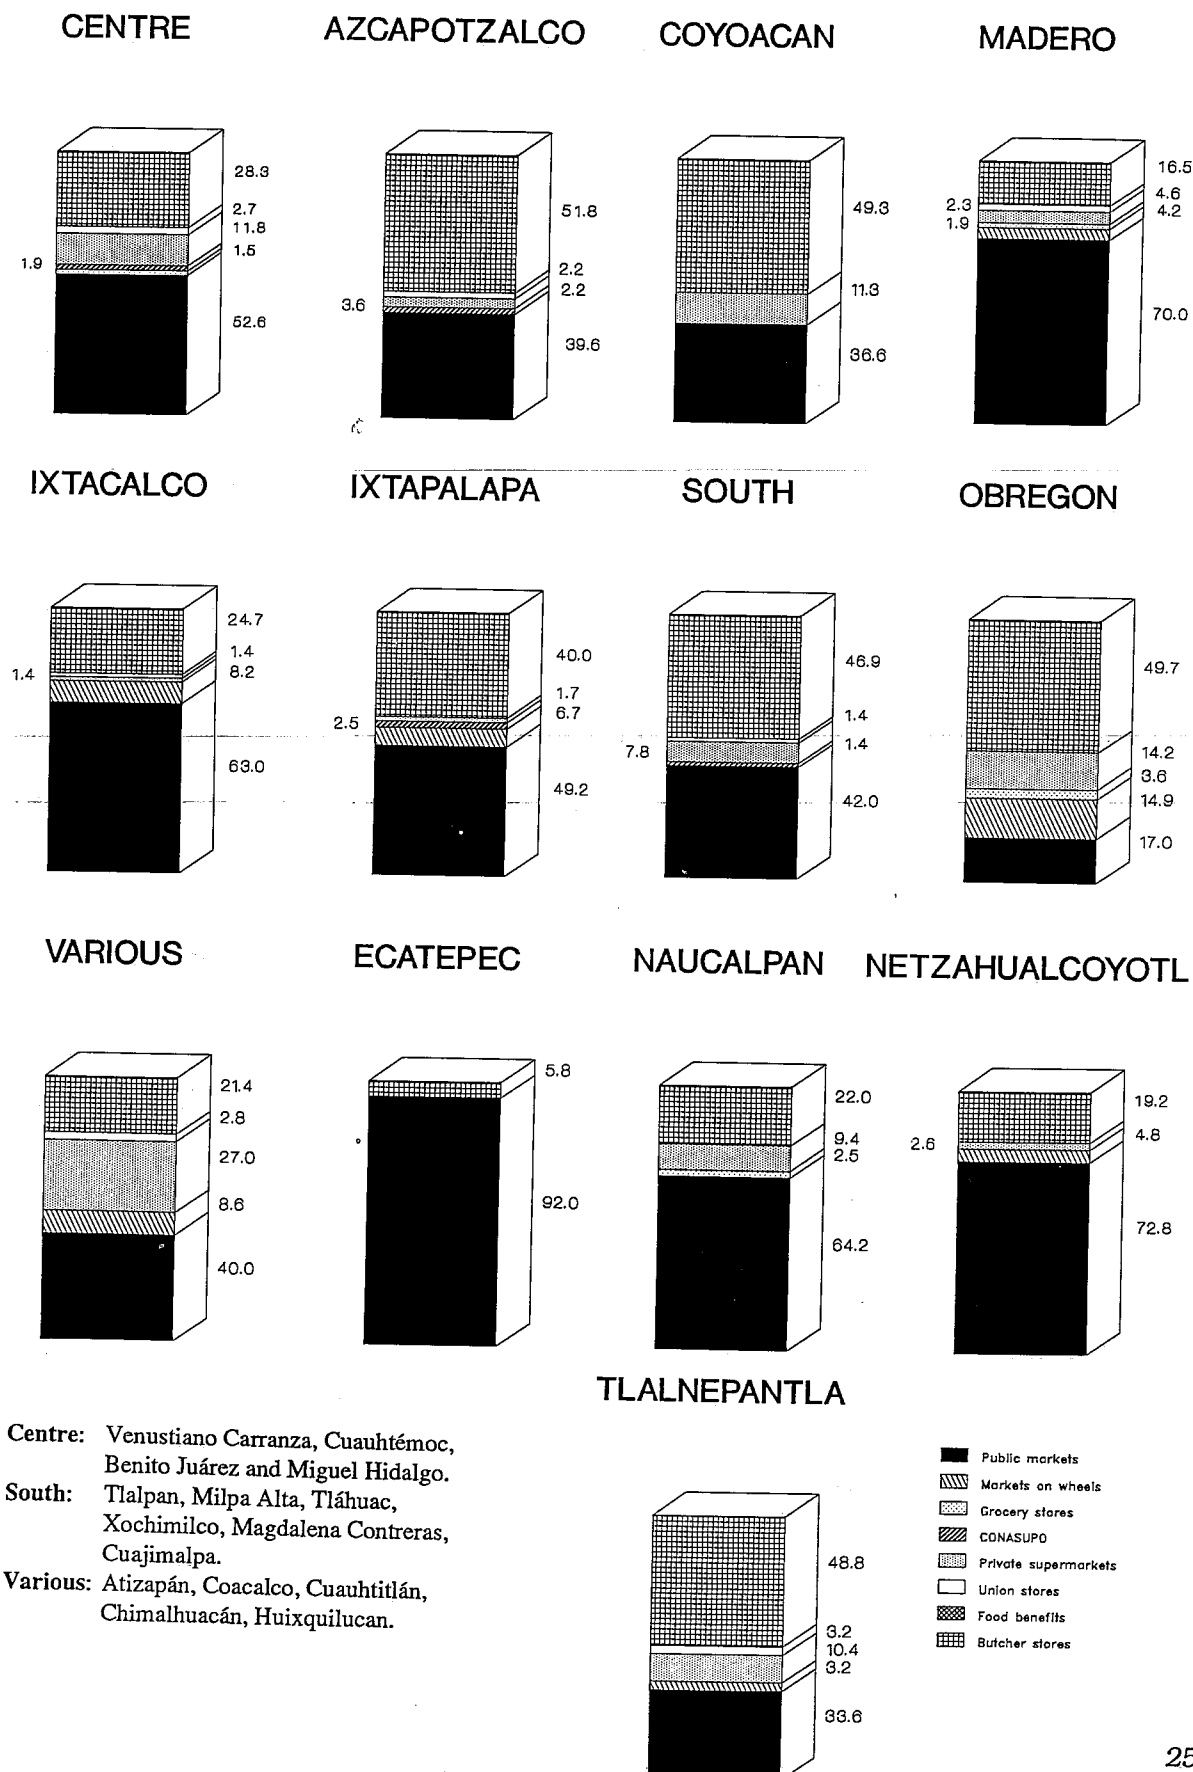 CENTRE
AZCAPOTZALCO
COYOACAN
MADERO
28.3
2.7
11.8
1.5
1.9
52.6
51.8
2.2
2.2
3.6
39.6
49.3
11.3
36.6
16.5
4.6
2.3
4.2
1.9
70.0
IXTACALCO
IXTAPALAPA
SOUTH
OBREGON
24.7
1.4
1.4
8.2
63.0
40.0
1.7
6.7
2.5
49.2
46.9
1.4
7.8
1.4
42.0
49.7
14.2
3.6
14.9
17.0
VARIOUS
ECATEPEC
NAUCALPAN
NETZAHUALCOYOTL
21.4
2.8
27.0
8.6
40.0
5.8
92.0
22.0
9.4
2.5
64.2
19.2
4.8
2.6
72.8
TLALNEPANTLA
48.8
3.2
10.4
3.2
33.6
Centre: Venustiano Carranza, Cuauhtémoc,
Benito Juárez and Miguel Hidalgo.
South: Tlalpan, Milpa Alta, Tláhuac,
Xochimilco, Magdalena Contreras,
Cuajimalpa.
Various: Atizapán, Coacalco, Cuauhtitlán,
Chimalhuacán, Huixquilucan.
Public markets
Markets on wheels
Grocery stores
CONASUPO
Private supermarkets
Union stores
Food benefits
Butcher stores
25